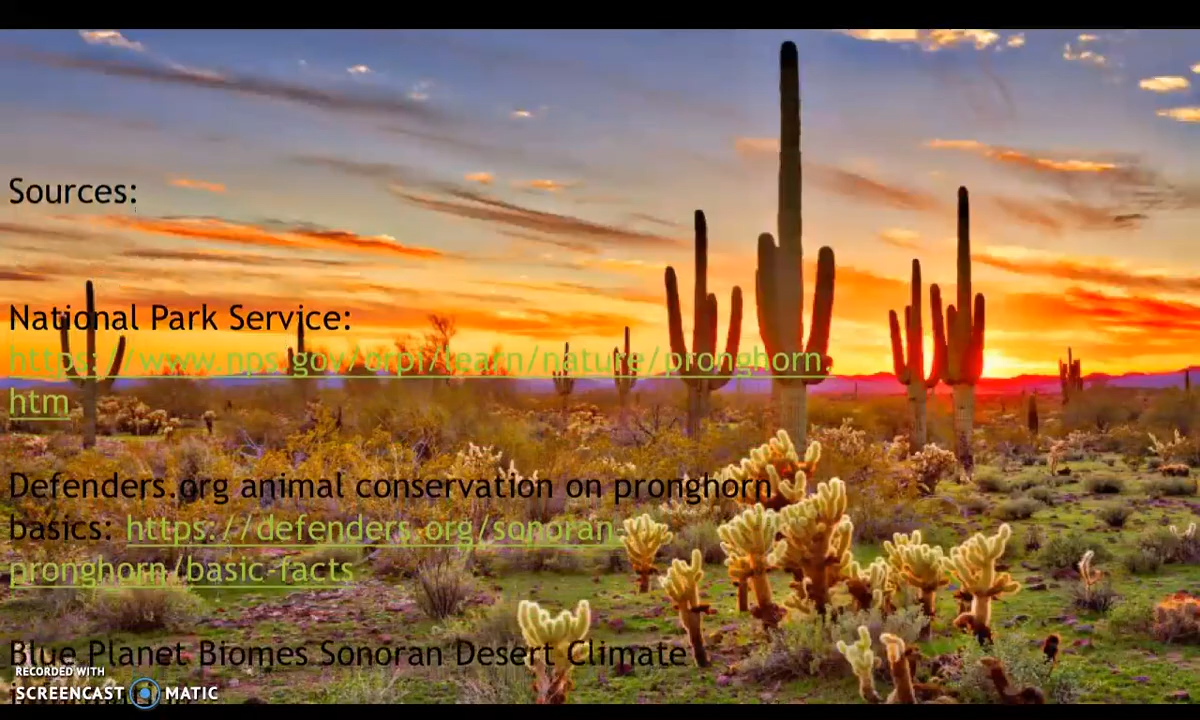 Sources:
National Park Service:
https://www.nps.gov/orpi/learn/nature/pronghorn.
htm
Defenders.org animal conservation on pronghorn
basics: https://defenders.org/sonoran-
pronghorn/basic-facts
Blue Planet Biomes Sonoran Desert Climate
RECORDED WITH
SCREENCAST MATIC